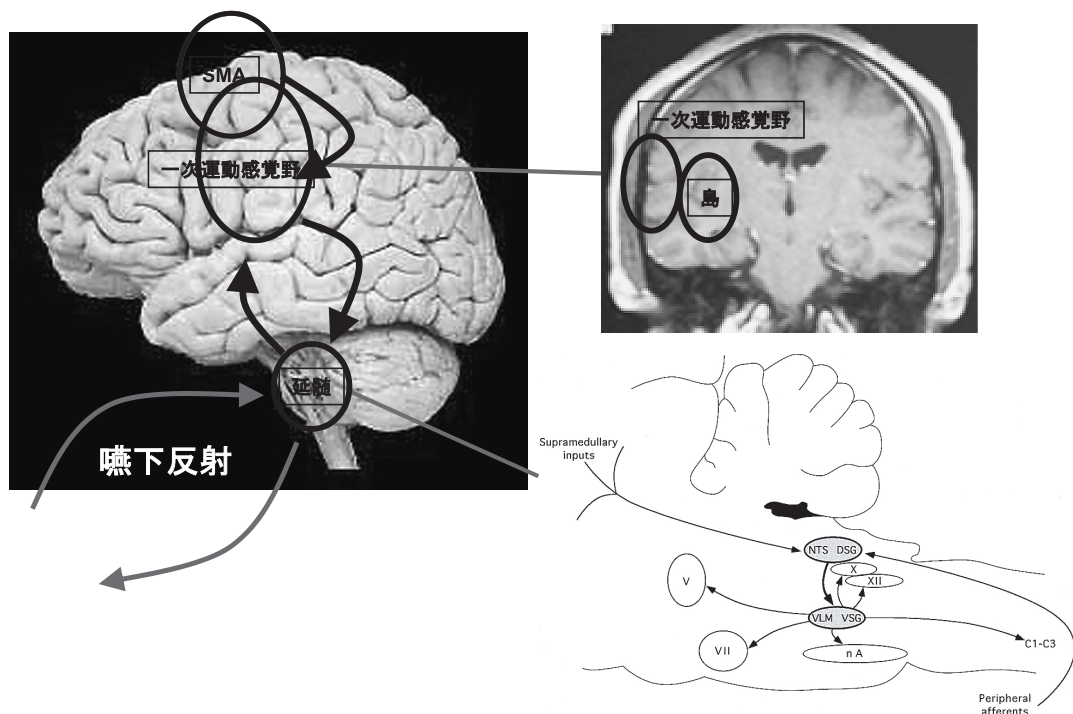 SMA
一次運動感覚野
延髄
嚥下反射
一次運動感覚野
島
Supramedullary
inputs
NTS DSG
X
XII
V
VLM VSG
VII
n A
C1-C3
Peripheral
afferents